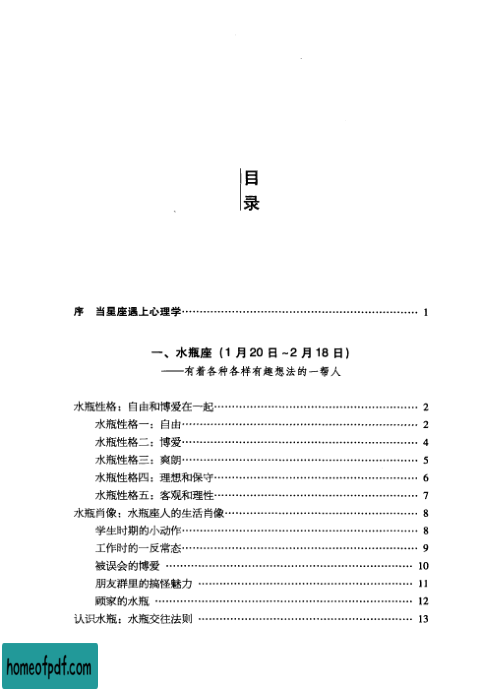 目
录
序 当星座遇上心理学……………………………………………………… 1
一、水瓶座（1月20日~2月18日）
——有着各种各样有趣想法的一帮人
水瓶性格：自由和博爱在一起……………………………………………… 2
水瓶性格一：自由……………………………………………………… 2
水瓶性格二：博爱……………………………………………………… 4
水瓶性格三：爽朗……………………………………………………… 5
水瓶性格四：理想和保守……………………………………………… 6
水瓶性格五：客观和理性……………………………………………… 7
水瓶肖像：水瓶座人的生活肖像…………………………………………… 8
学生时期的小动作……………………………………………………… 8
工作时的一反常态……………………………………………………… 9
被误会的博爱 ………………………………………………………… 10
朋友群里的搞怪魅力 ………………………………………………… 11
顾家的水瓶 …………………………………………………………… 12
认识水瓶：水瓶交往法则 ………………………………………………… 13
homeofpdf.com